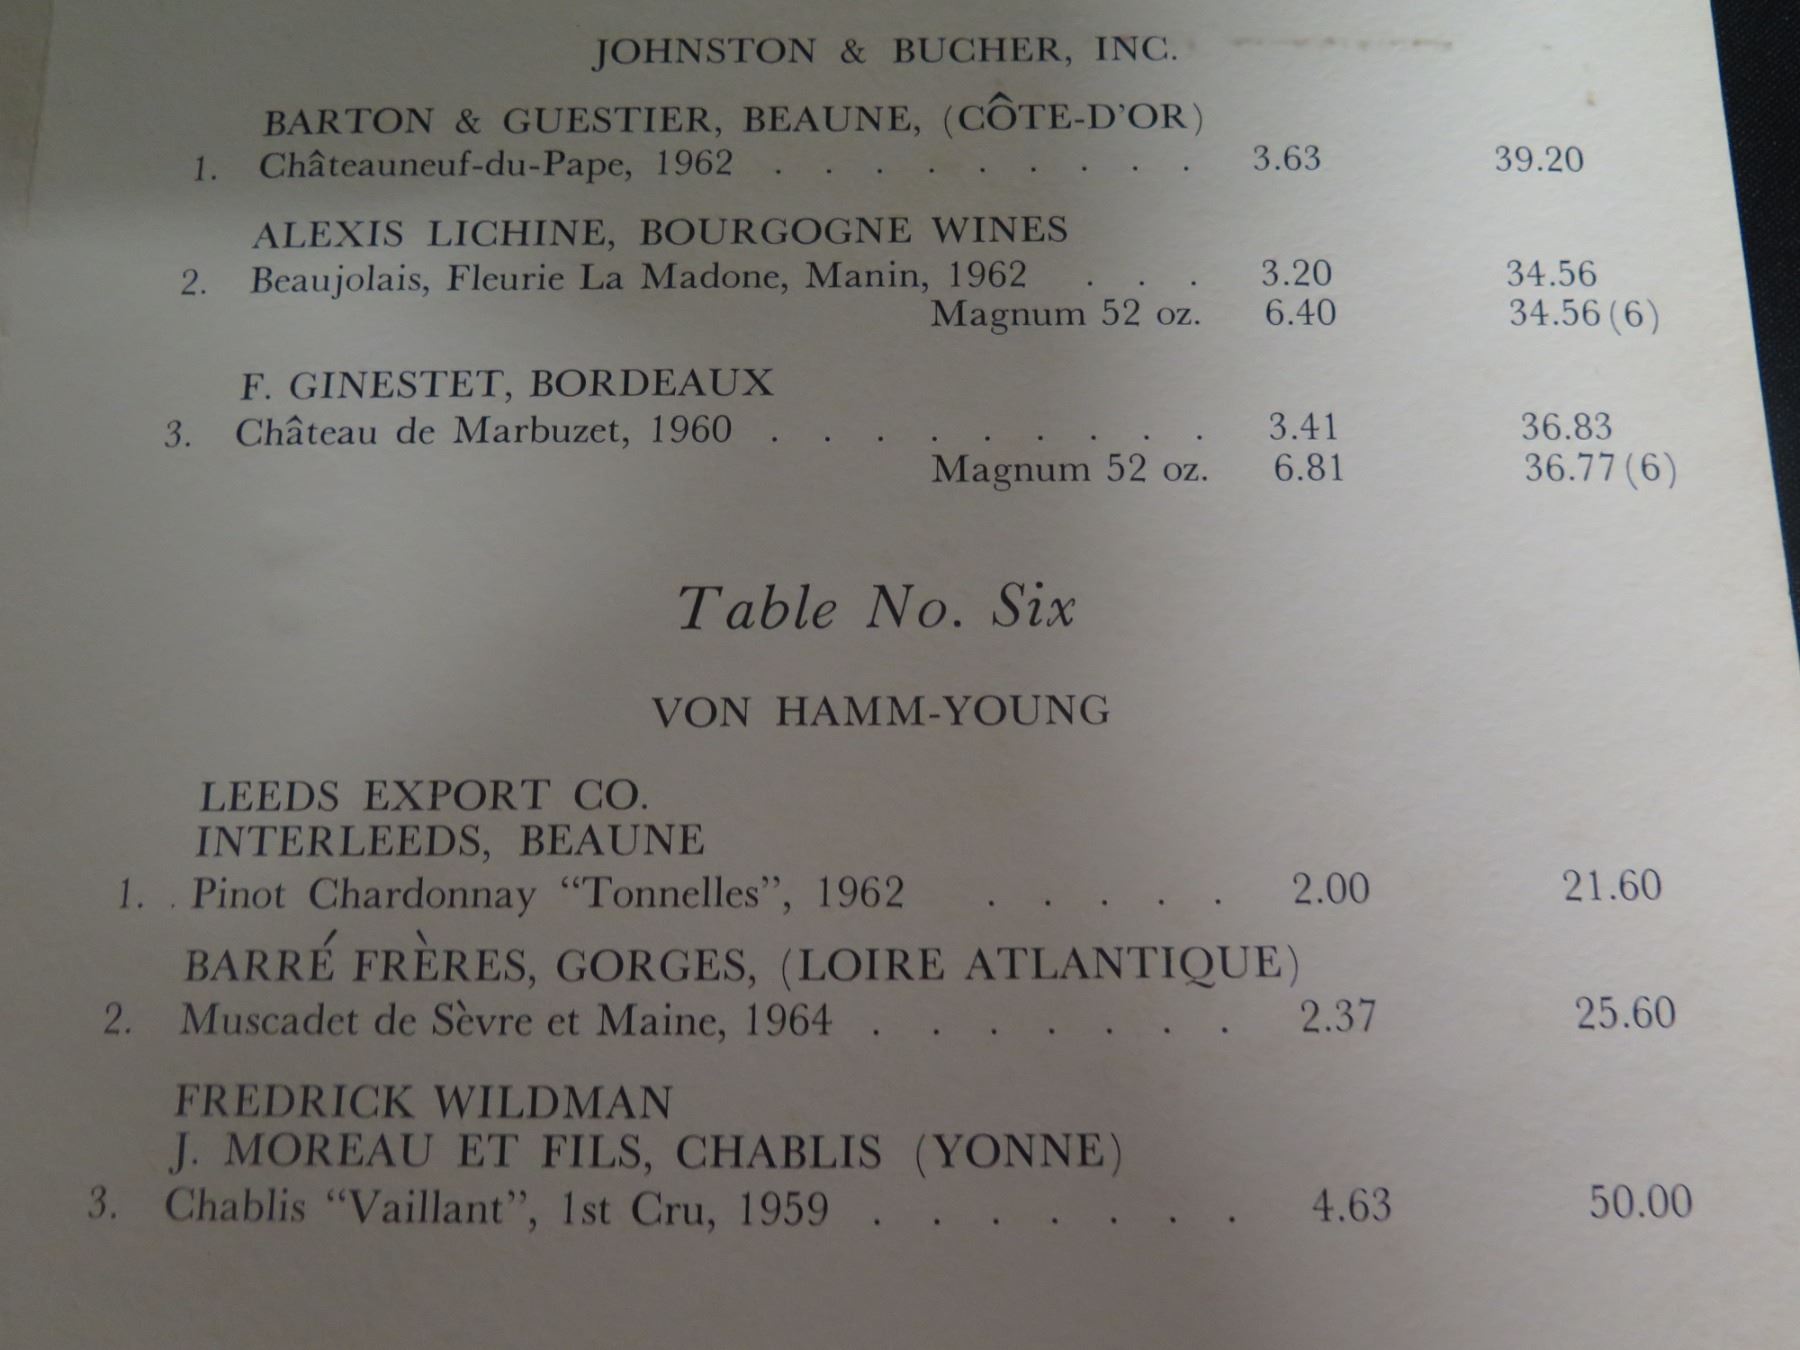 JOHNSTON & BUCHER, INC.
BARTON & GUESTIER, BEAUNE, (CÔTE-D'OR)
1. Châteauneuf-du-Pape, 1962 . . . . . . . . . 3.63 39.20
ALEXIS LICHINE, BOURGOGNE WINES
2. Beaujolais, Fleurie La Madone, Manin, 1962 . . . 3.20 34.56
Magnum 52 oz. 6.40 34.56 (6)
F. GINESTET, BORDEAUX
3. Château de Marbuzet, 1960 . . . . . . . . . 3.41 36.83
Magnum 52 oz. 6.81 36.77 (6)
Table No. Six
VON HAMM-YOUNG
LEEDS EXPORT CO.
INTERLEEDS, BEAUNE
1. . Pinot Chardonnay “Tonnelles”, 1962 . . . . . 2.00 21.60
BARRÉ FRÈRES, GORGES, (LOIRE ATLANTIQUE)
2. Muscadet de Sèvre et Maine, 1964 . . . . . . . 2.37 25.60
FREDRICK WILDMAN
J. MOREAU ET FILS, CHABLIS (YONNE)
3. Chablis “Vaillant”, 1st Cru, 1959 . . . . . . . 4.63 50.00